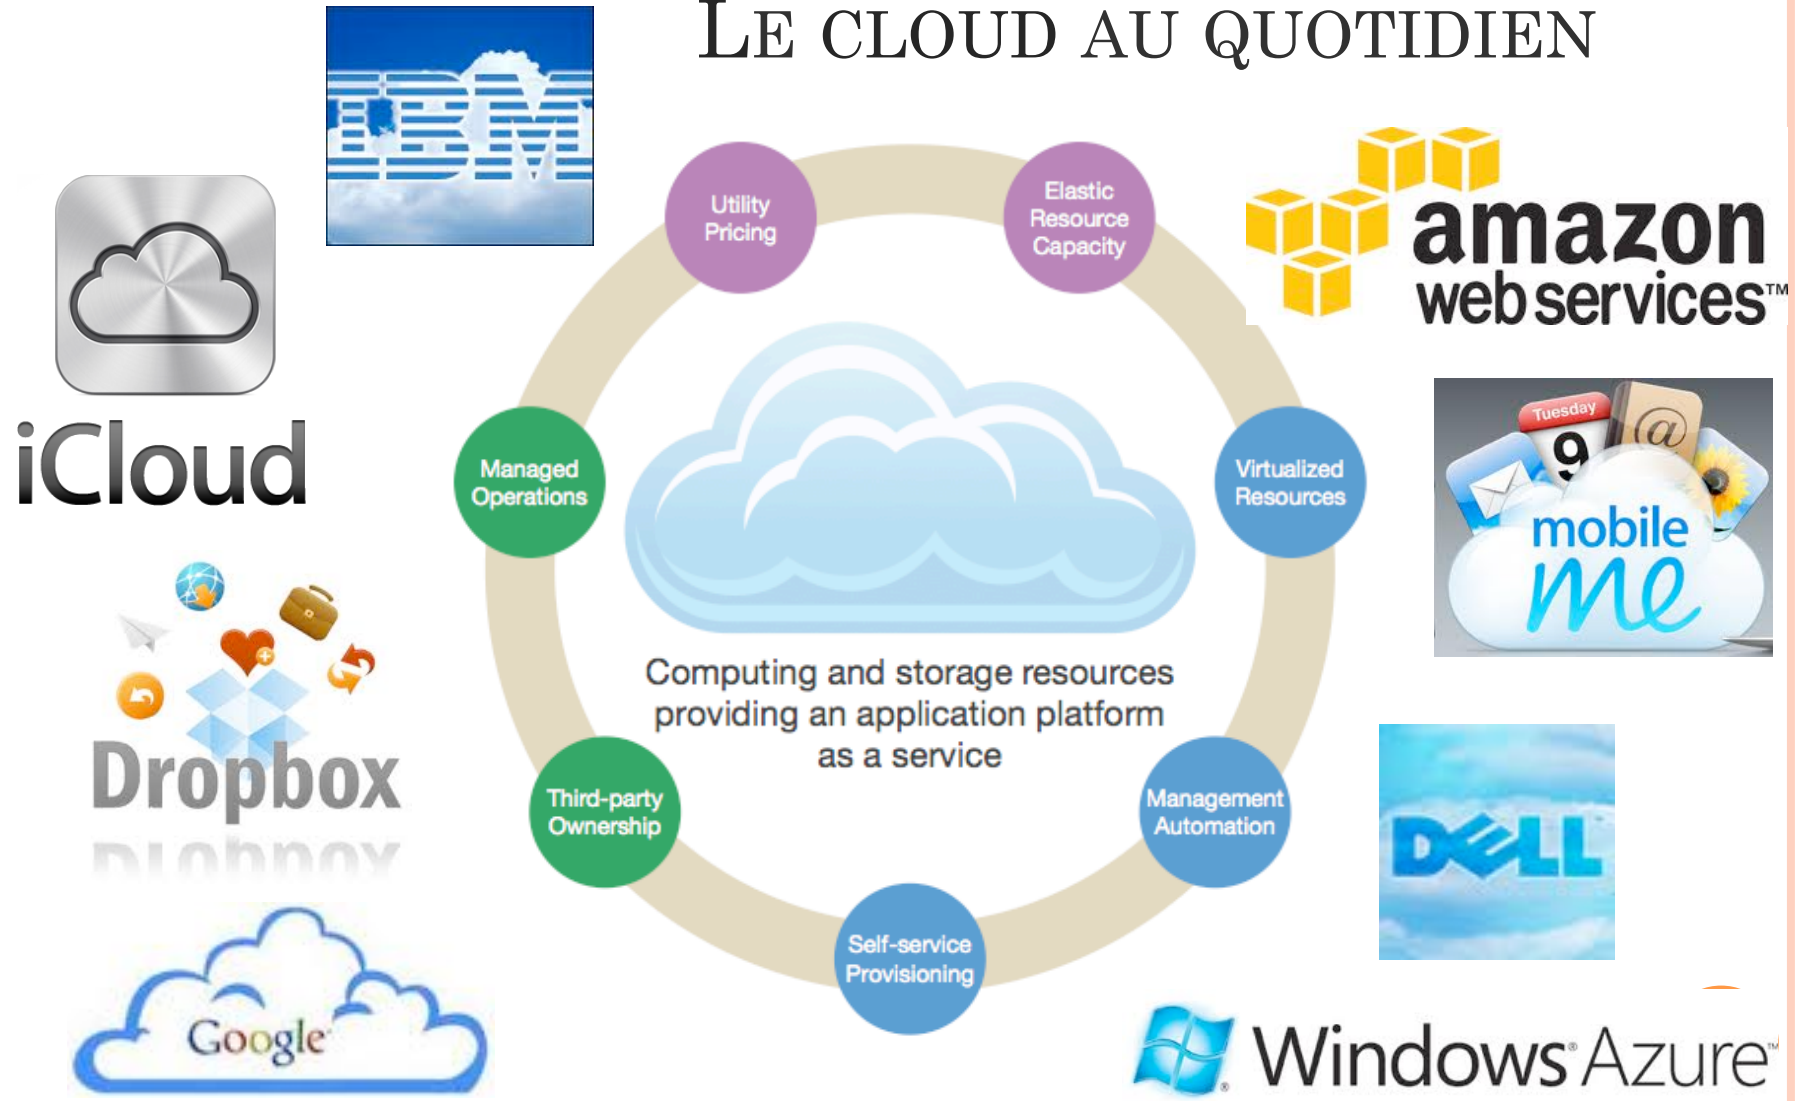 LE CLOUD AU QUOTIDIEN
IBM
Utility
Pricing
Elastic
Resource
Capacity
amazon
web services™
iCloud
Managed
Operations
Virtualized
Resources
Tuesday
9
@
mobile
me
Computing and storage resources
providing an application platform
as a service
Dropbox
Third-party
Ownership
Management
Automation
DELL
Self-service
Provisioning
Google
Windows® Azure™